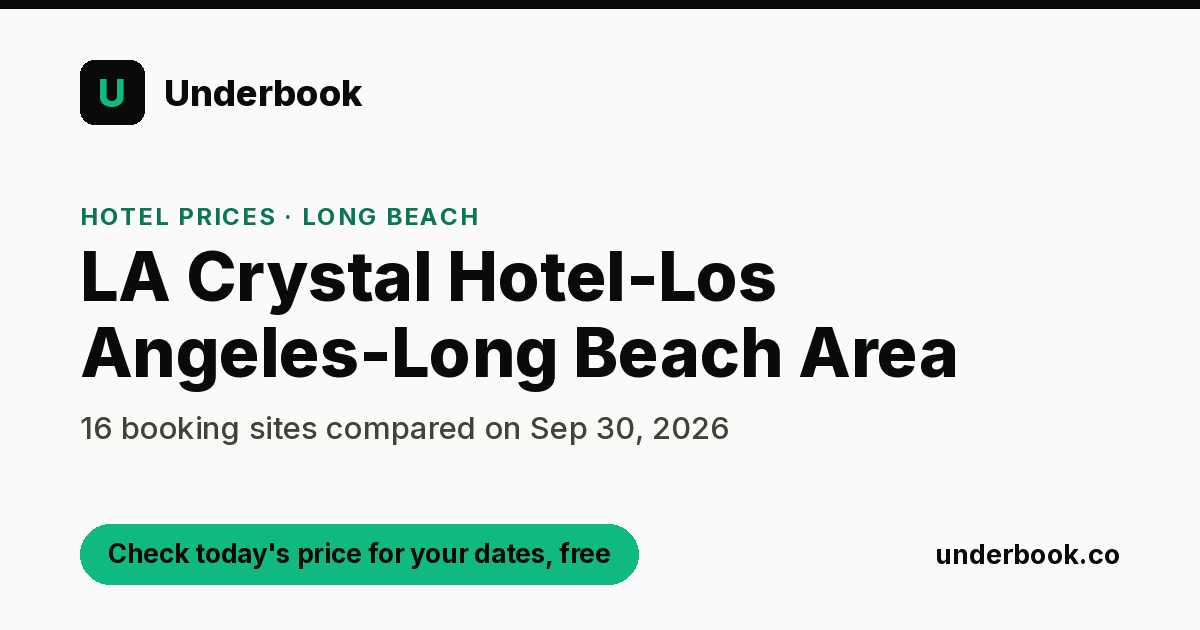 U Underbook
HOTEL PRICES · LONG BEACH
LA Crystal Hotel-Los
Angeles-Long Beach Area
16 booking sites compared on Sep 30, 2026
Check today's price for your dates, free
underbook.co